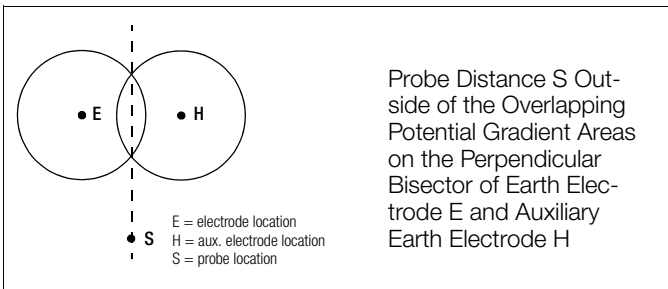 E
H
S
E = electrode location
H = aux. electrode location
S = probe location
Probe Distance S Out-
side of the Overlapping
Potential Gradient Areas
on the Perpendicular
Bisector of Earth Elec-
trode E and Auxiliary
Earth Electrode H